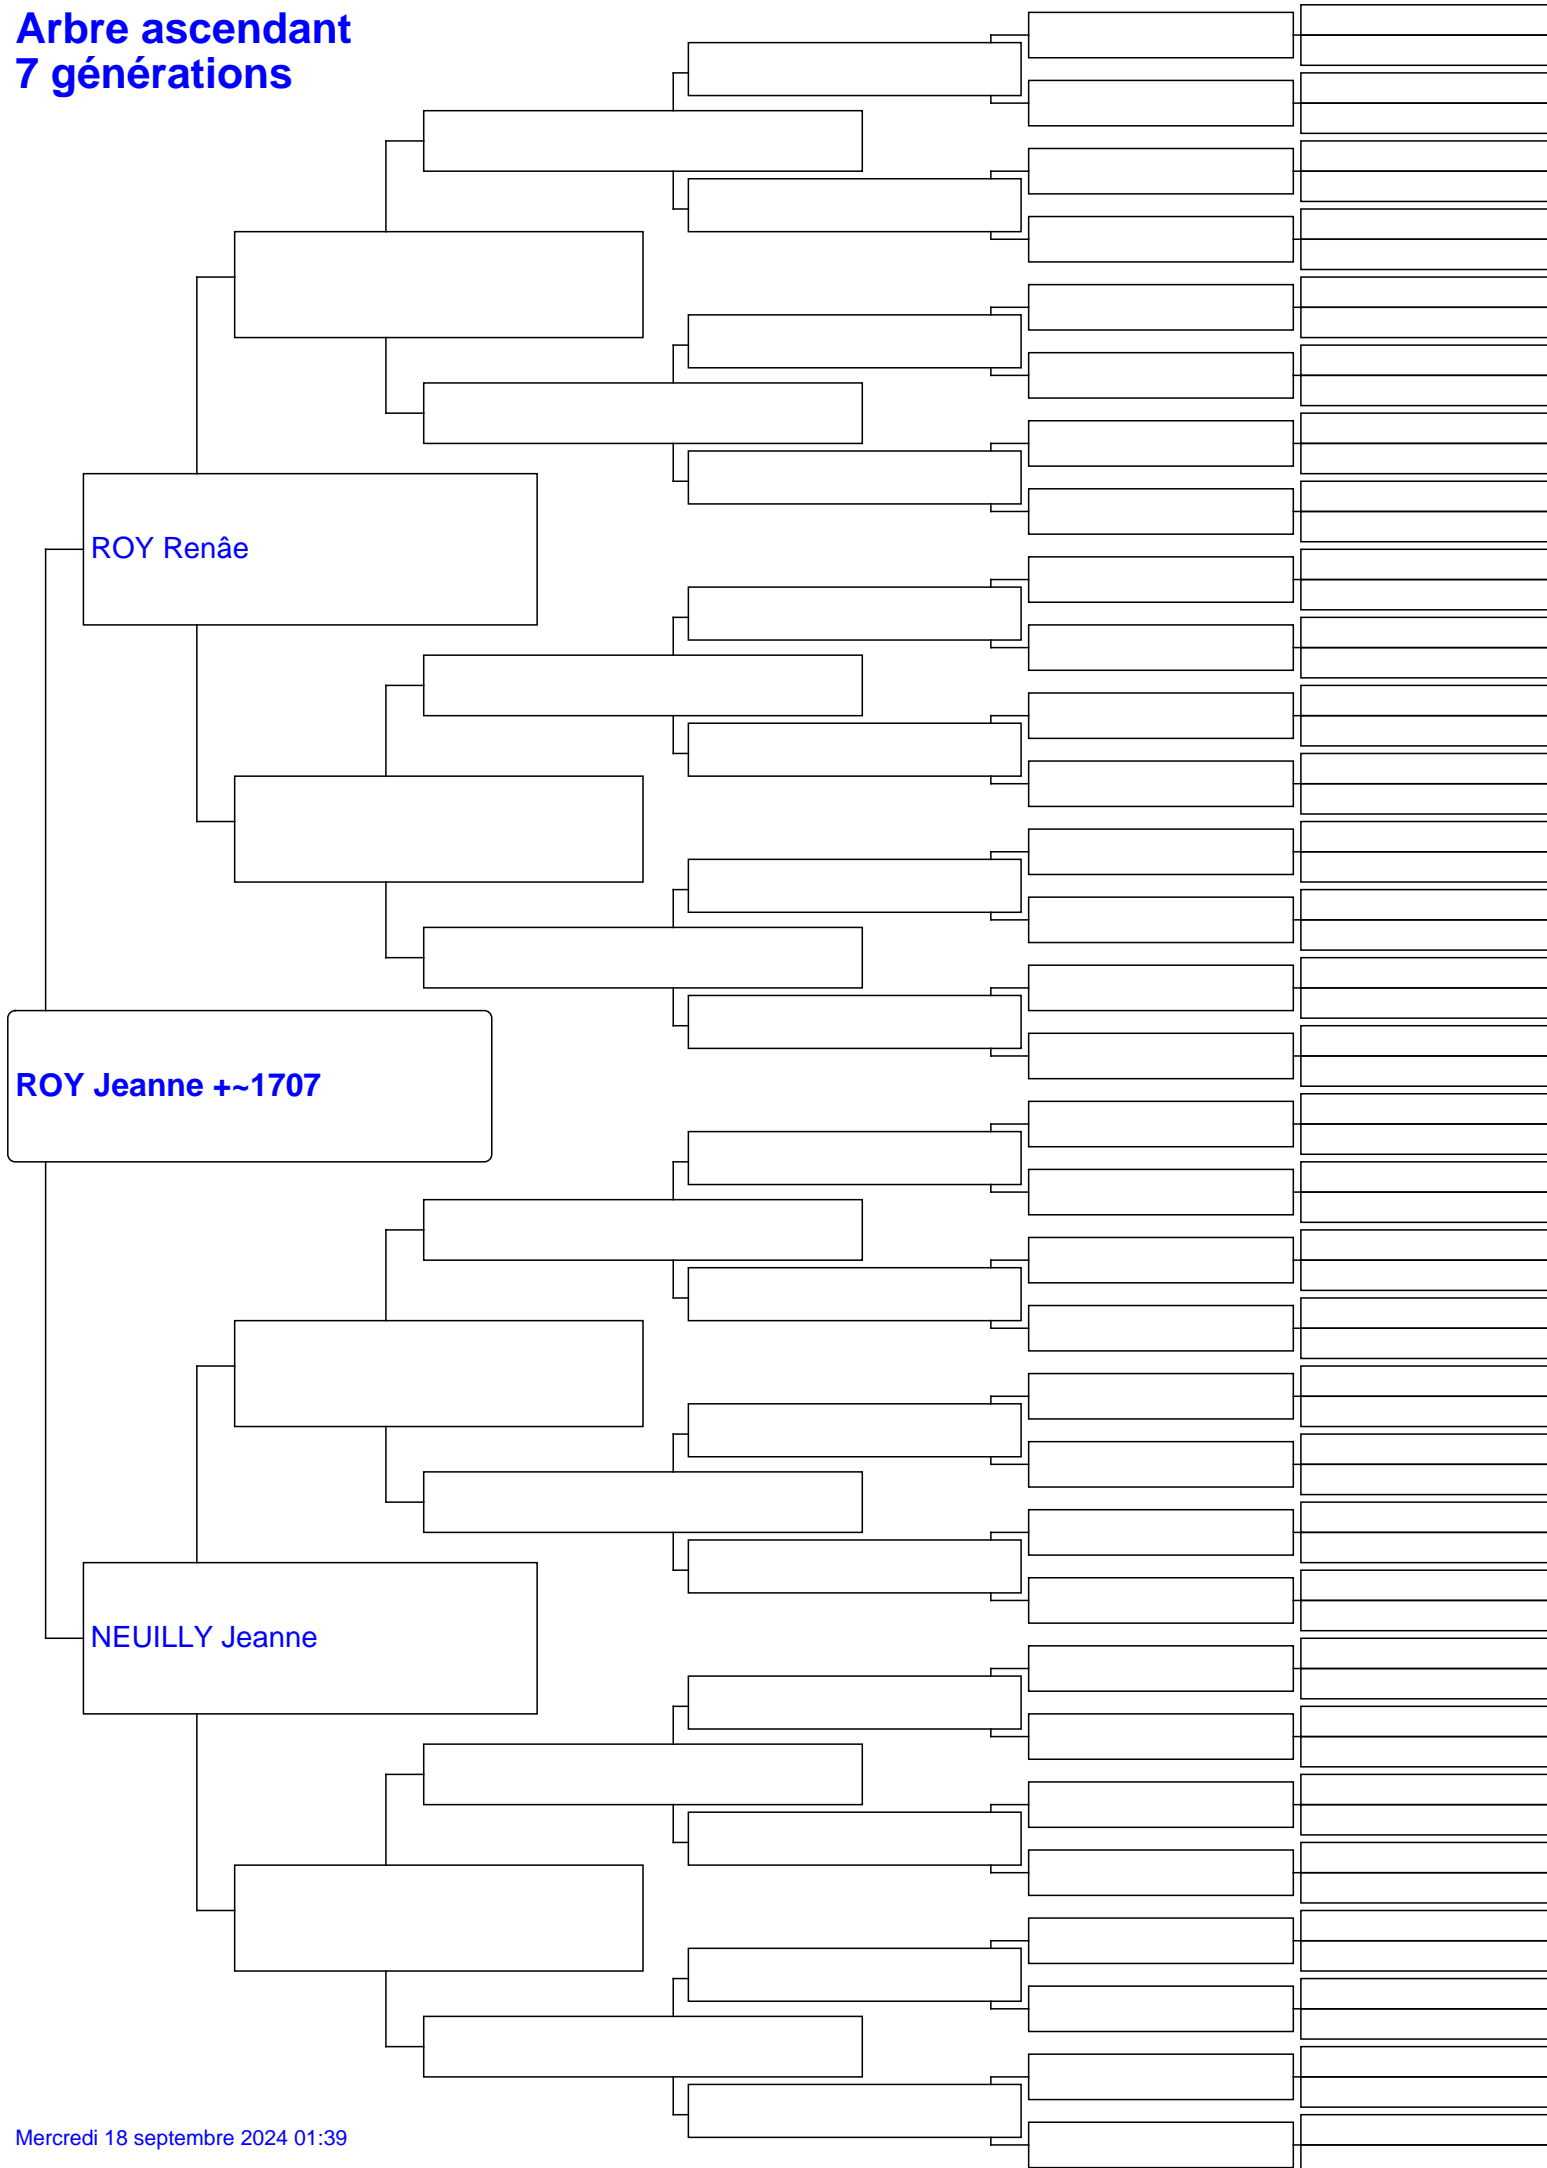 Arbre ascendant
7 générations
ROY Renâe
ROY Jeanne +~1707
NEUILLY Jeanne
Mercredi 18 septembre 2024 01:39